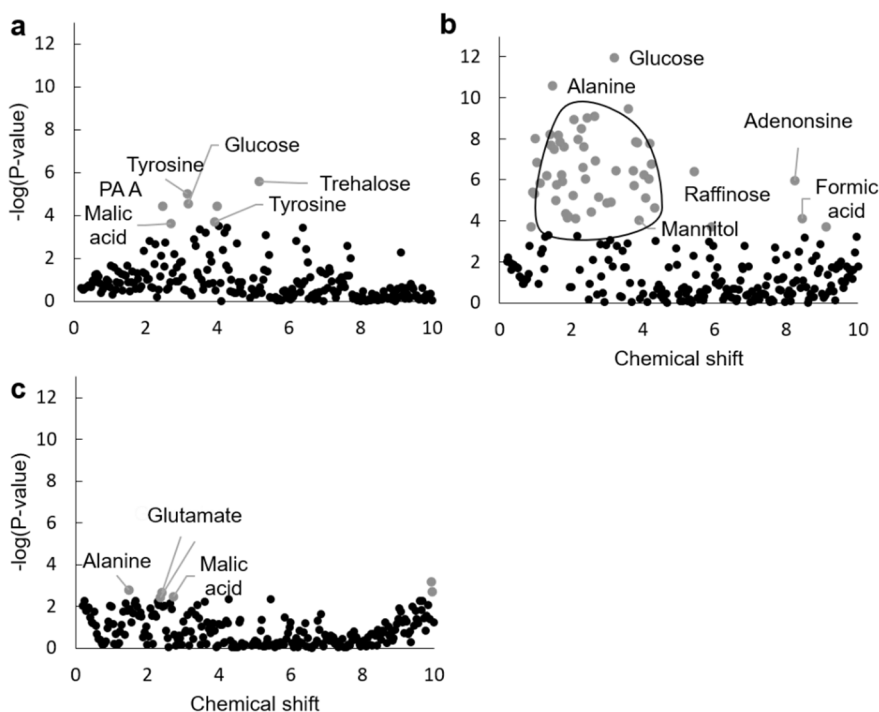 a
-log(P-value)
12
10
8
6
4
2
0
0 2 4 6 8 10
Glucose
Tyrosine
PA A
Malic
acid
Trehalose
Tyrosine
b
12
10
8
6
4
2
0
0 2 4 6 8 10
Chemical shift
Glucose
Alanine
Adenonsine
Raffinose
Formic
acid
Mannitol
c
-log(P-value)
12
10
8
6
4
2
0
0 2 4 6 8 10
Chemical shift
Glutamate
Alanine
Malic
acid